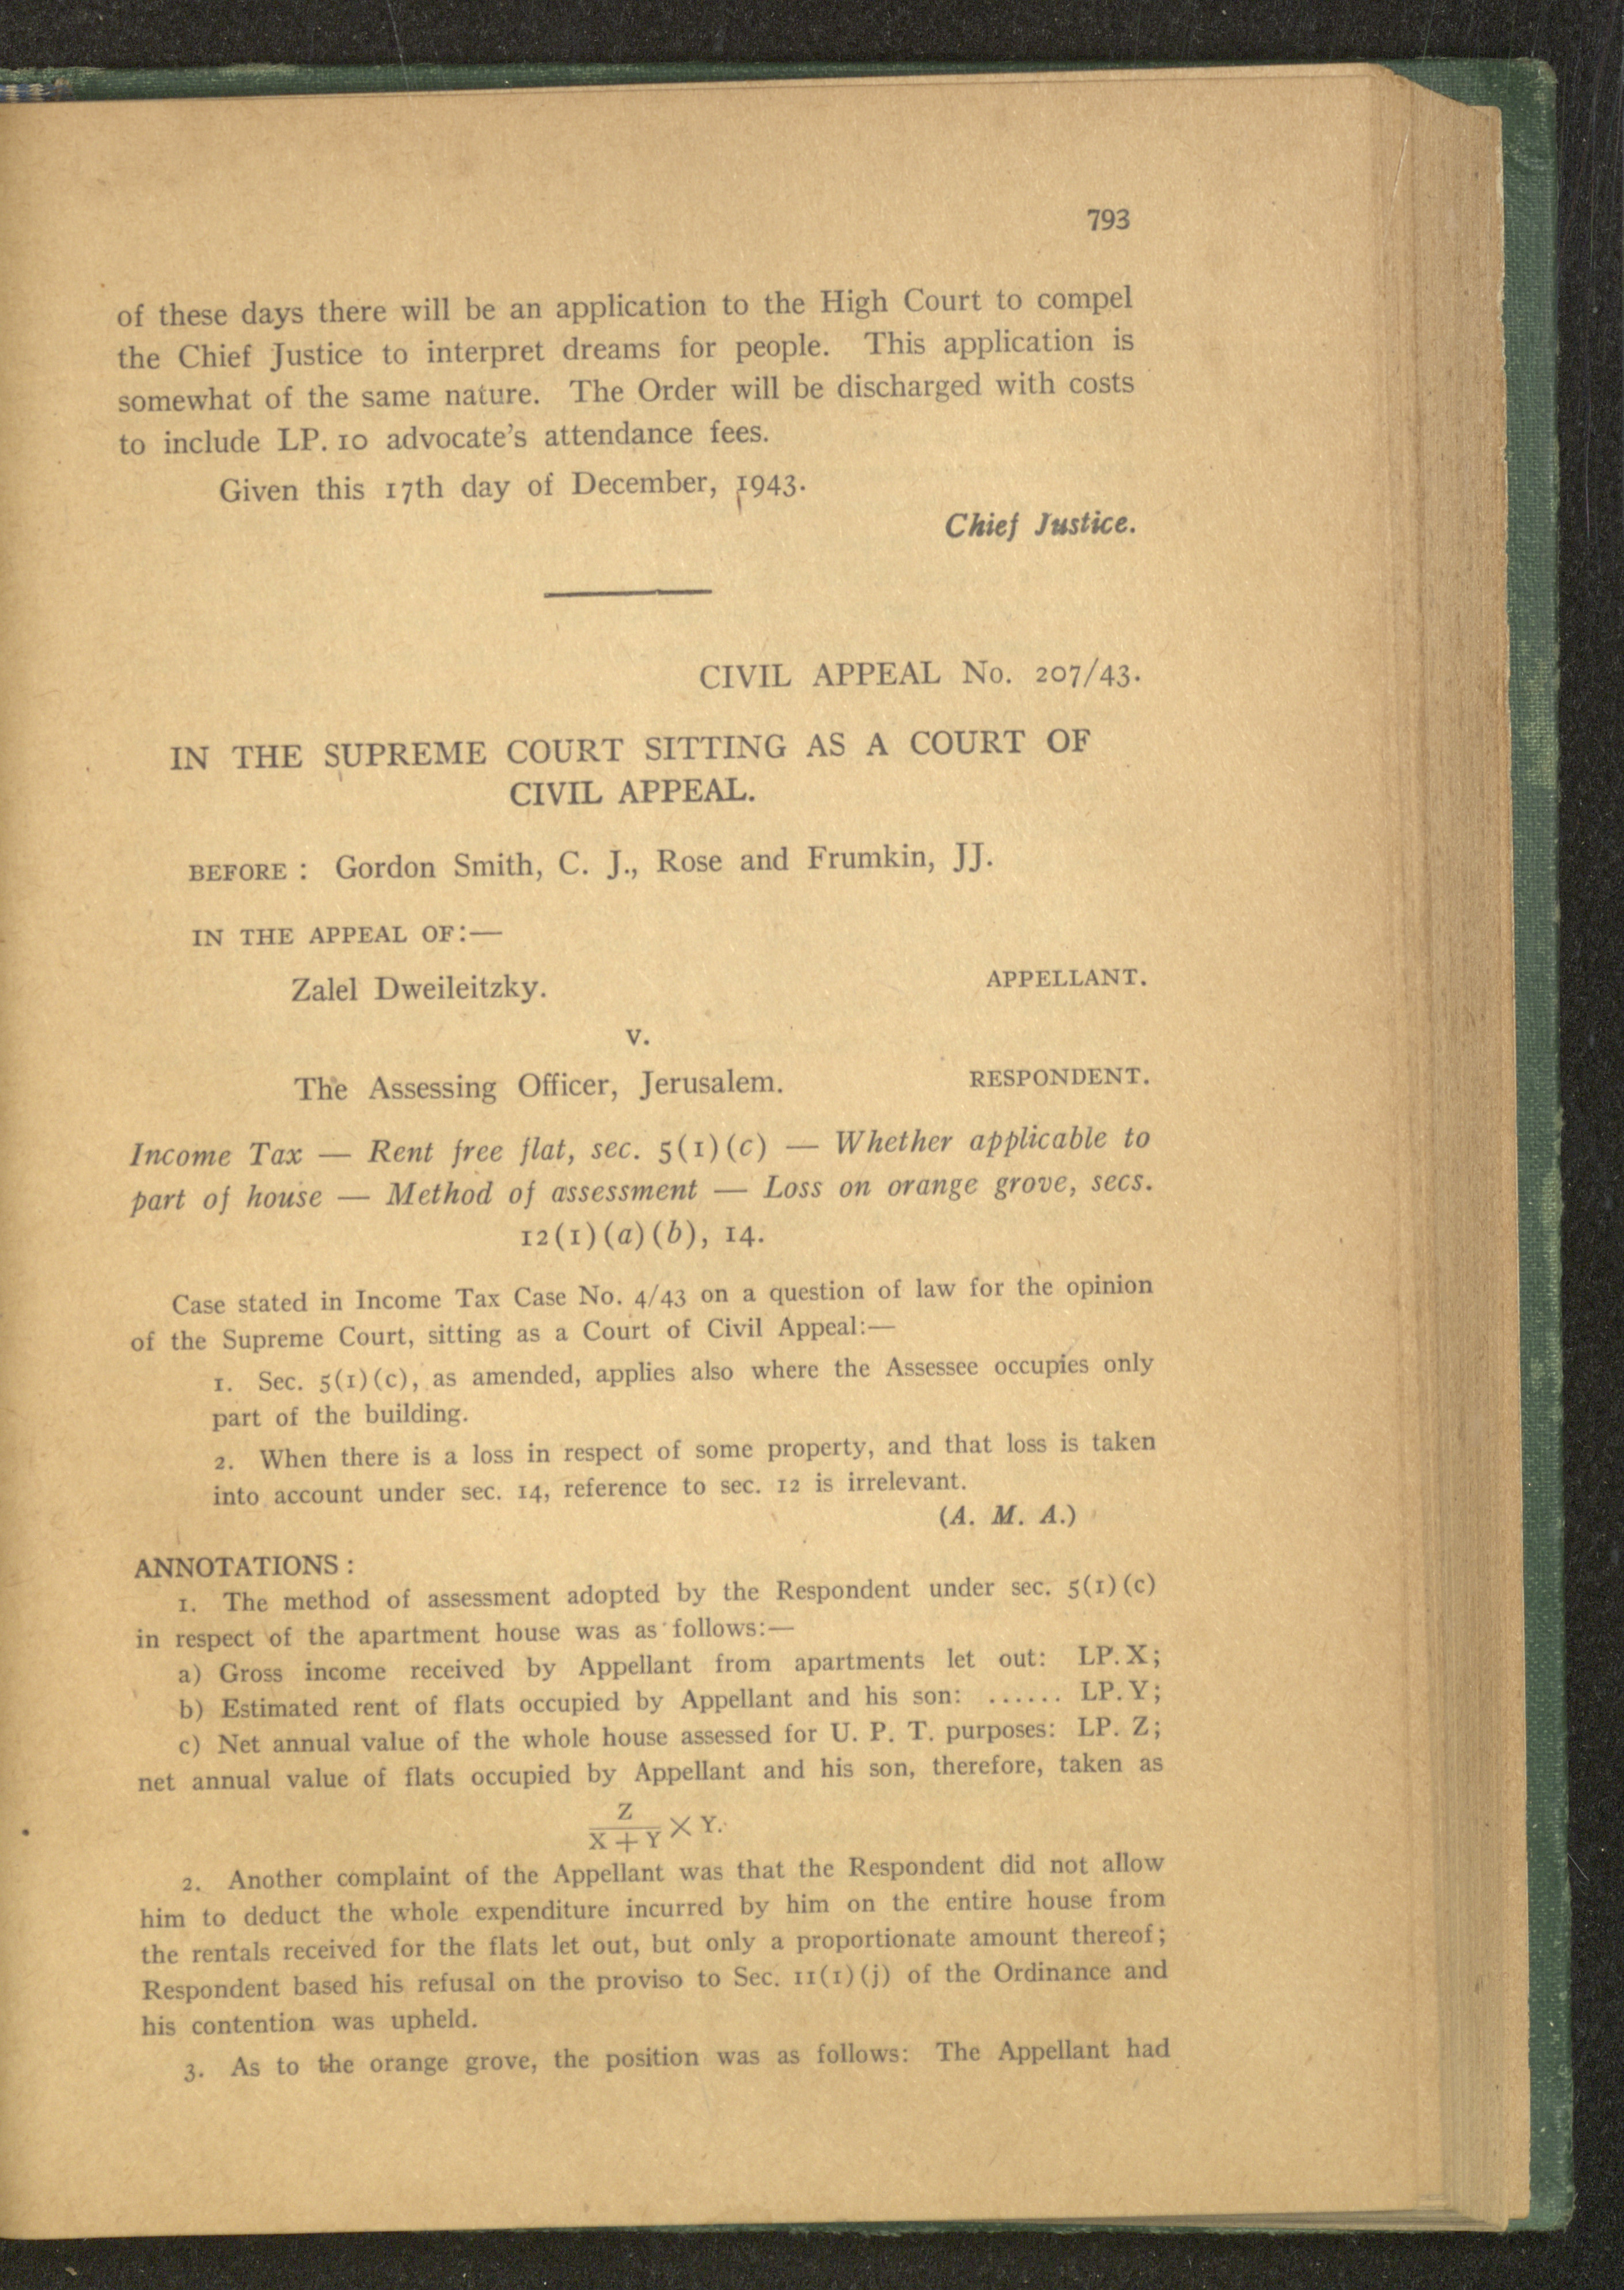 793
of these days there will be an application to the High Court to compel
the Chief Justice to interpret dreams for people. This application is
somewhat of the same nature. The Order will be discharged with costs
to include LP. 10 advocate's attendance fees.
Given this 17th day of December, 1943.
Chief Justice.
CIVIL APPEAL No. 207/43.
IN THE SUPREME COURT SITTING AS A COURT OF
CIVIL APPEAL.
BEFORE : Gordon Smith, C. J., Rose and Frumkin, JJ.
IN THE APPEAL OF:—
Zalel Dweileitzky. APPELLANT.
v.
The Assessing Officer, Jerusalem. RESPONDENT.
Income Tax — Rent free flat, sec. 5(1)(c) — Whether applicable to
part of house — Method of assessment — Loss on orange grove, secs.
12(1)(a)(b), 14.
Case stated in Income Tax Case No. 4/43 on a question of law for the opinion
of the Supreme Court, sitting as a Court of Civil Appeal:—
1. Sec. 5(1)(c), as amended, applies also where the Assessee occupies only
part of the building.
2. When there is a loss in respect of some property, and that loss is taken
into account under sec. 14, reference to sec. 12 is irrelevant.
(A. M. A.)
ANNOTATIONS :
1. The method of assessment adopted by the Respondent under sec. 5(1)(c)
in respect of the apartment house was as follows:—
a) Gross income received by Appellant from apartments let out: LP. X;
b) Estimated rent of flats occupied by Appellant and his son: ...... LP. Y;
c) Net annual value of the whole house assessed for U. P. T. purposes: LP. Z;
net annual value of flats occupied by Appellant and his son, therefore, taken as
Z
X + Y × Y.
2. Another complaint of the Appellant was that the Respondent did not allow
him to deduct the whole expenditure incurred by him on the entire house from
the rentals received for the flats let out, but only a proportionate amount thereof;
Respondent based his refusal on the proviso to Sec. 11(1)(j) of the Ordinance and
his contention was upheld.
3. As to the orange grove, the position was as follows: The Appellant had